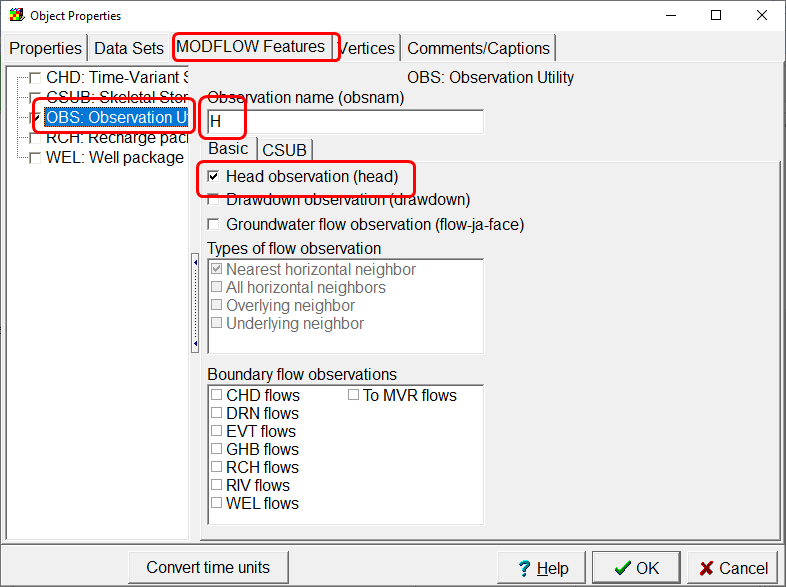 Object Properties
Properties Data Sets MODFLOW Features Vertices Comments/Captions
CHD: Time-Variant S
CSUB: Skeletal Stor
OBS: Observation Ut
RCH: Recharge pac
WEL: Well package
OBS: Observation Utility
Observation name (obsnam)
H
Basic CSUB
Head observation (head)
Drawdown observation (drawdown)
Groundwater flow observation (flow-ja-face)
Types of flow observation
Nearest horizontal neighbor
All horizontal neighbors
Overlying neighbor
Underlying neighbor
Boundary flow observations
CHD flows To MVR flows
DRN flows
EVT flows
GHB flows
RCH flows
RIV flows
WEL flows
Convert time units ? Help OK Cancel